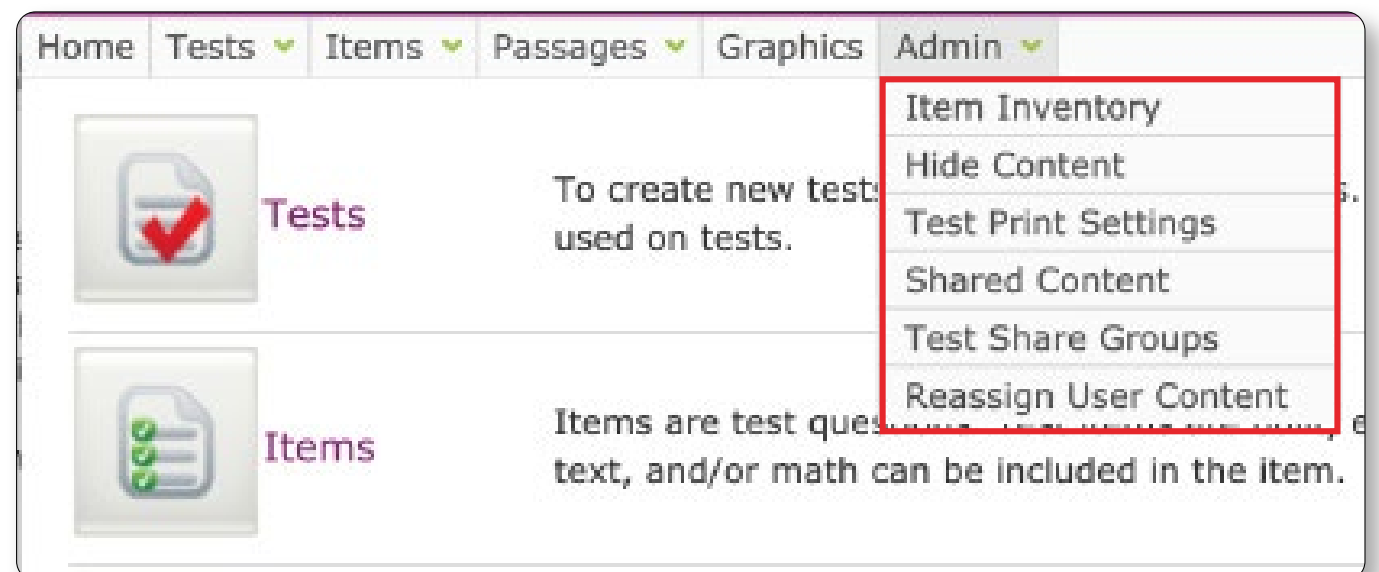 Home Tests Items Passages Graphics Admin
Item Inventory
Hide Content
Test Print Settings
Shared Content
Test Share Groups
Reassign User Content
Tests
To create new tests
used on tests.
Items
Items are test
text, and/or math can be included in the item.